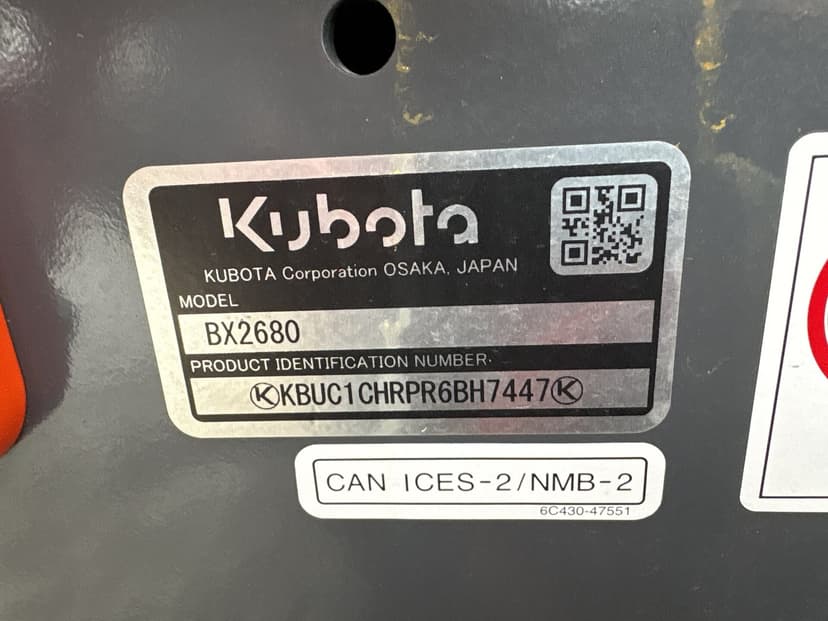 Kubota
KUBOTA Corporation OSAKA, JAPAN
MODEL
BX2680
PRODUCT IDENTIFICATION NUMBER
ⓀKBUC1CHRPR6BH7447Ⓚ
CAN ICES-2/NMB-2
6C430-47551